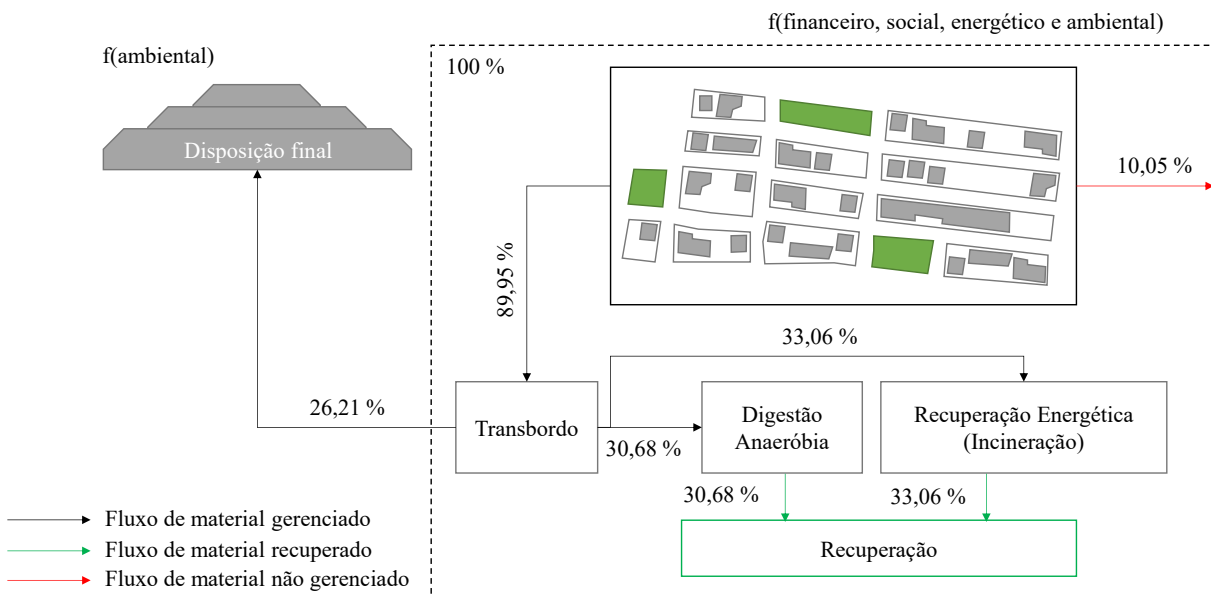 f(financeiro, social, energético e ambiental)
f(ambiental)
100 %
Disposição final
10,05 %
89,95 %
33,06 %
26,21 %
Transbordo
30,68 %
Digestão
Anaeróbia
Recuperação Energética
(Incineração)
30,68 %
33,06 %
Recuperação
Fluxo de material gerenciado
Fluxo de material recuperado
Fluxo de material não gerenciado